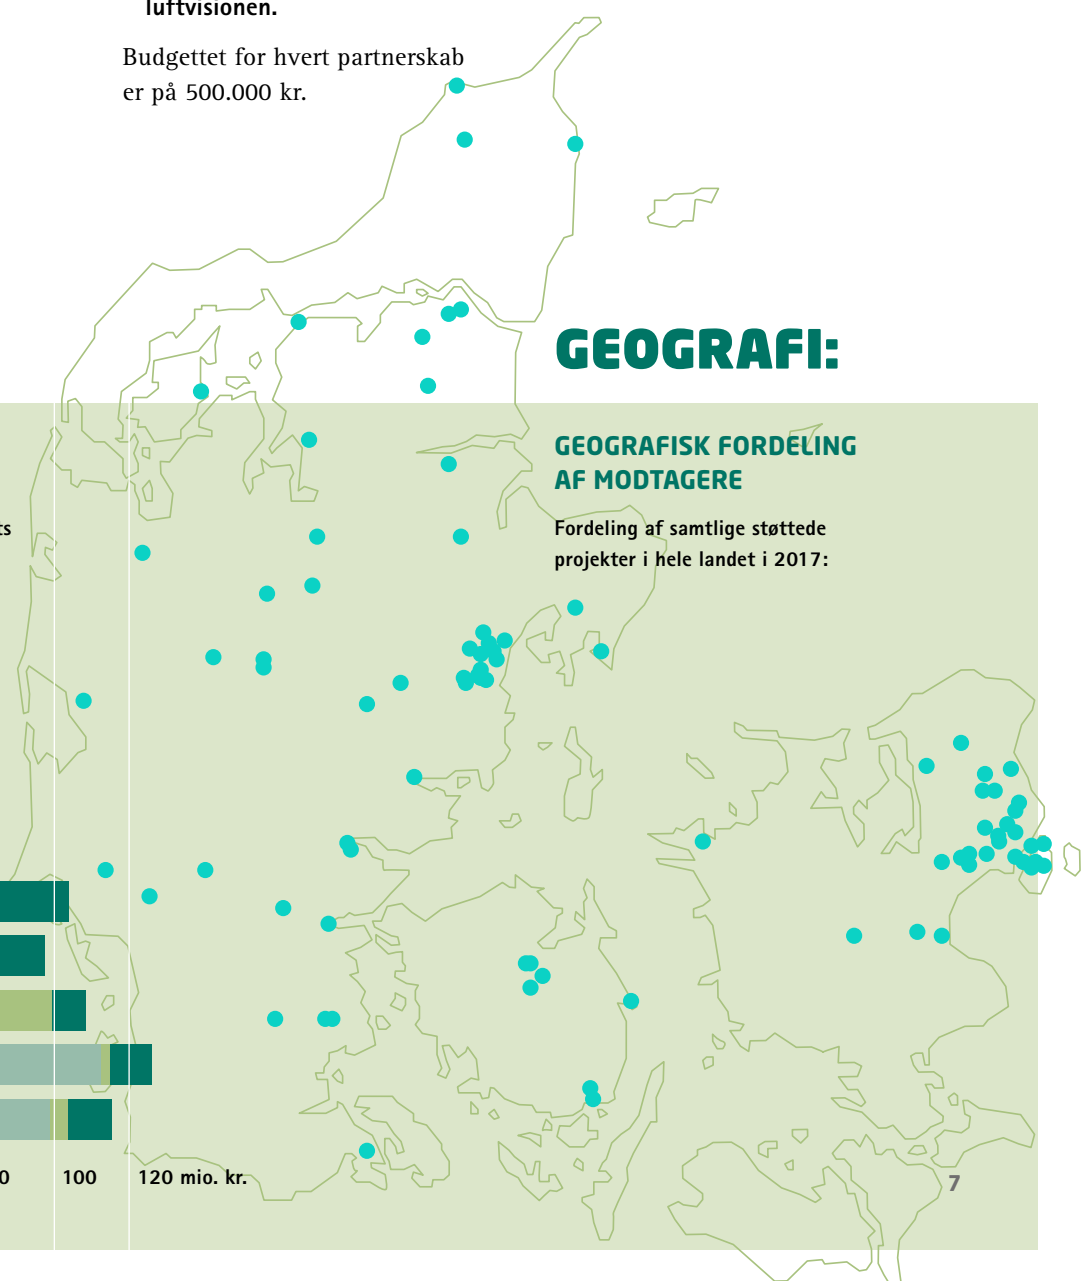 luftvisionen.
Budgettet for hvert partnerskab
er på 500.000 kr.
GEOGRAFI:
GEOGRAFISK FORDELING
AF MODTAGERE
Fordeling af samtlige støttede
projekter i hele landet i 2017:
ts
0 100 120 mio. kr.
7